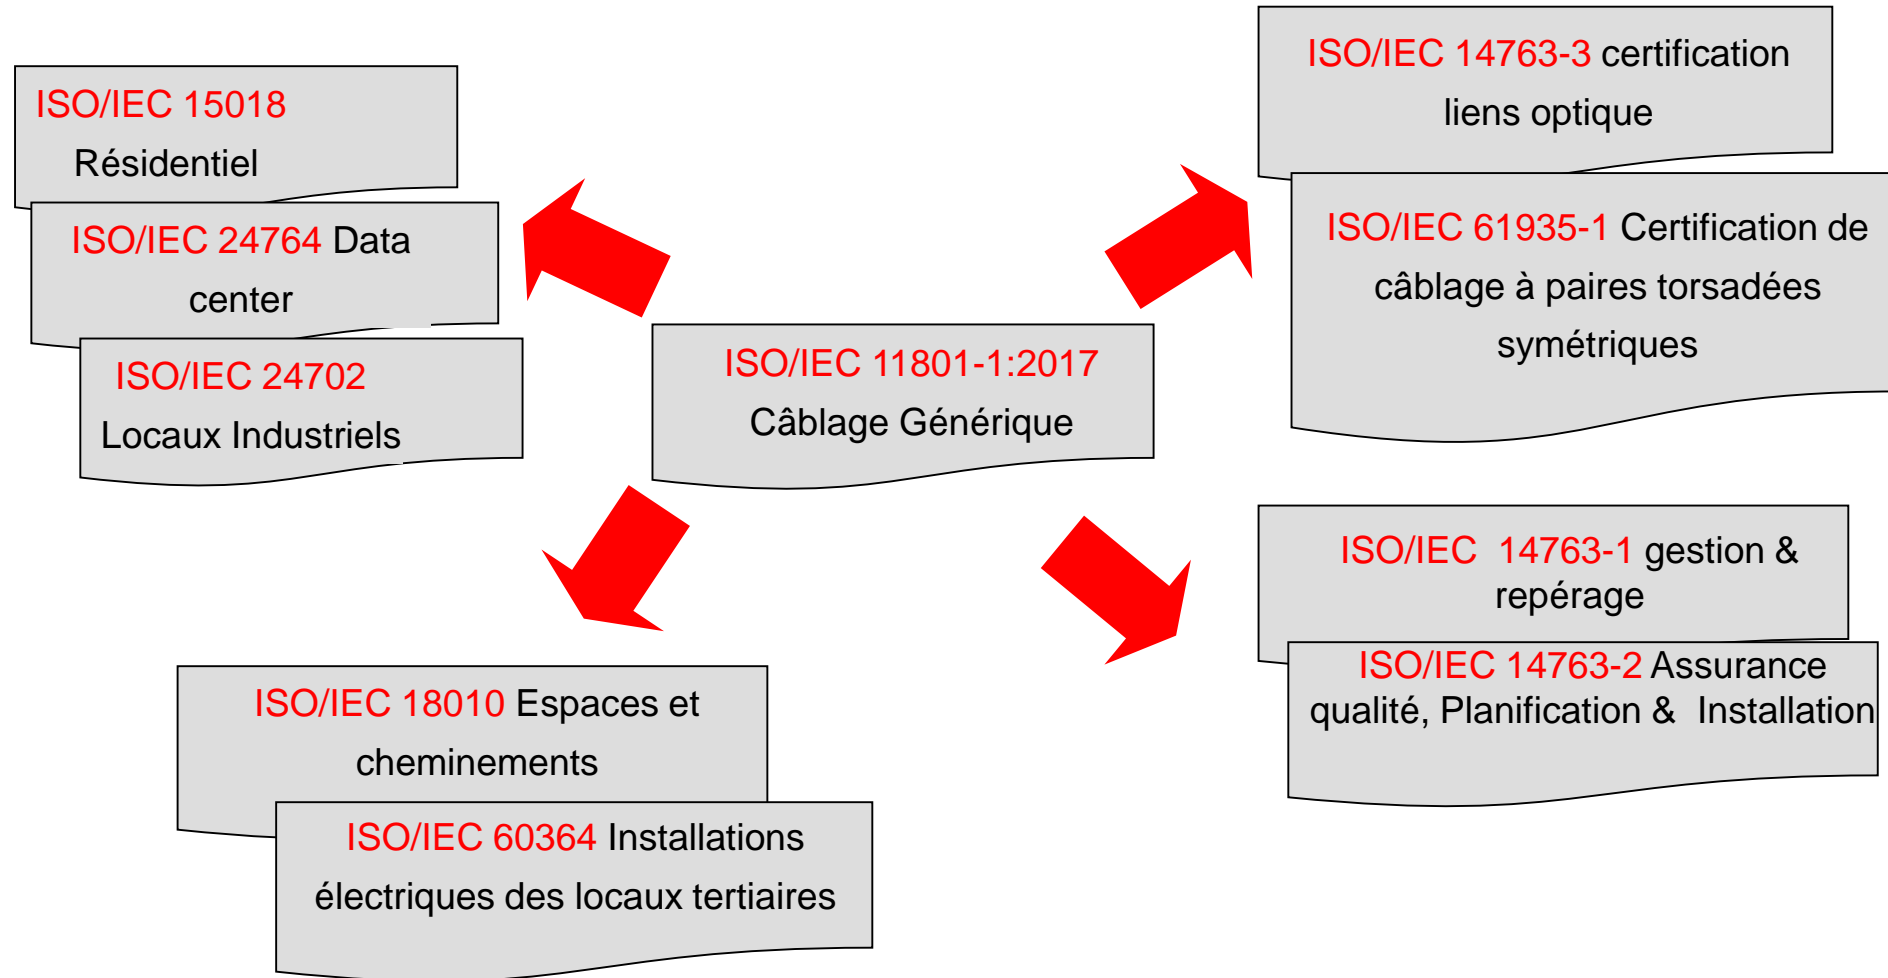 ISO/IEC 15018
Résidentiel
ISO/IEC 24764 Data
center
ISO/IEC 24702
Locaux Industriels
ISO/IEC 11801-1:2017
Câblage Générique
ISO/IEC 14763-3 certification
liens optique
ISO/IEC 61935-1 Certification de
câblage à paires torsadées
symétriques
ISO/IEC  14763-1 gestion &
repérage
ISO/IEC 14763-2 Assurance
qualité, Planification &  Installation
ISO/IEC 18010 Espaces et
cheminements
ISO/IEC 60364 Installations
électriques des locaux tertiaires